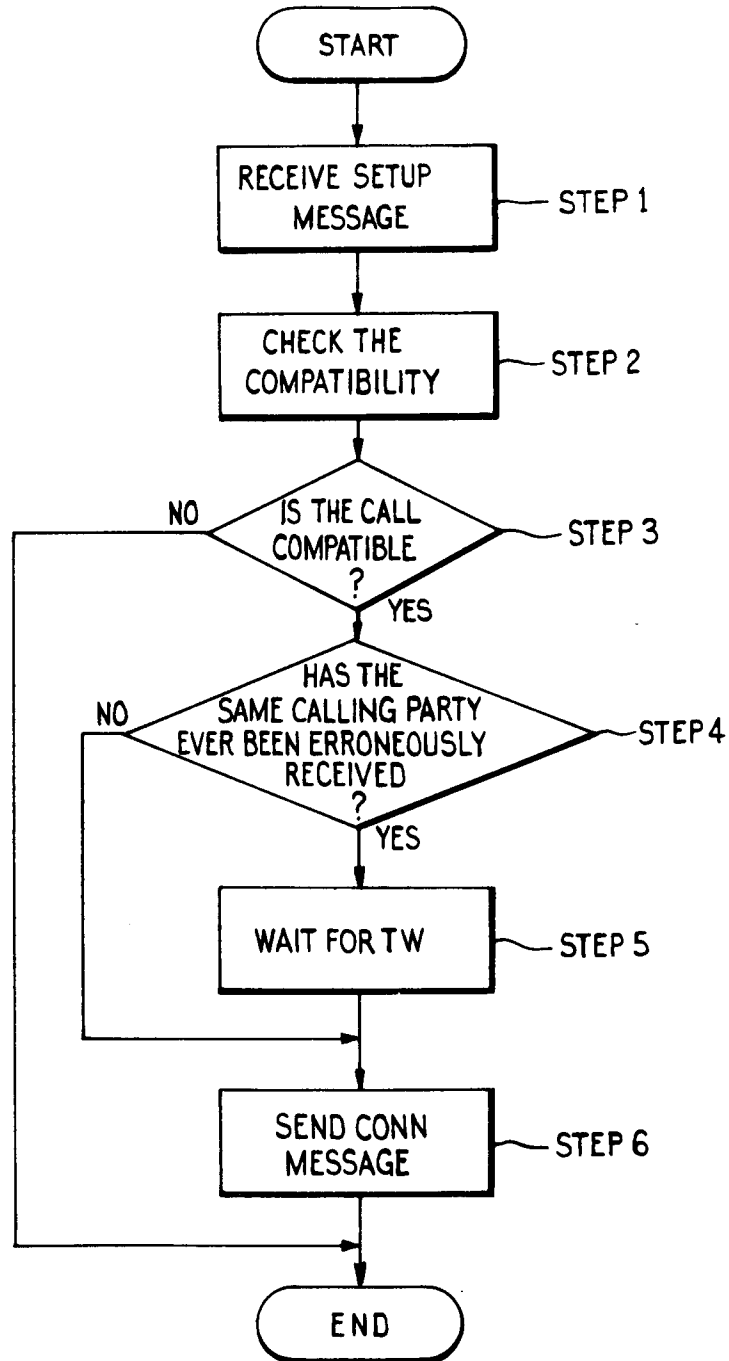 START
RECEIVE SETUP
MESSAGE
STEP 1
CHECK THE
COMPATIBILITY
STEP 2
NO
IS THE CALL
COMPATIBLE
?
STEP 3
YES
NO
HAS THE
SAME CALLING PARTY
EVER BEEN ERRONEOUSLY
RECEIVED
?
STEP 4
YES
WAIT FOR TW
STEP 5
SEND CONN
MESSAGE
STEP 6
END